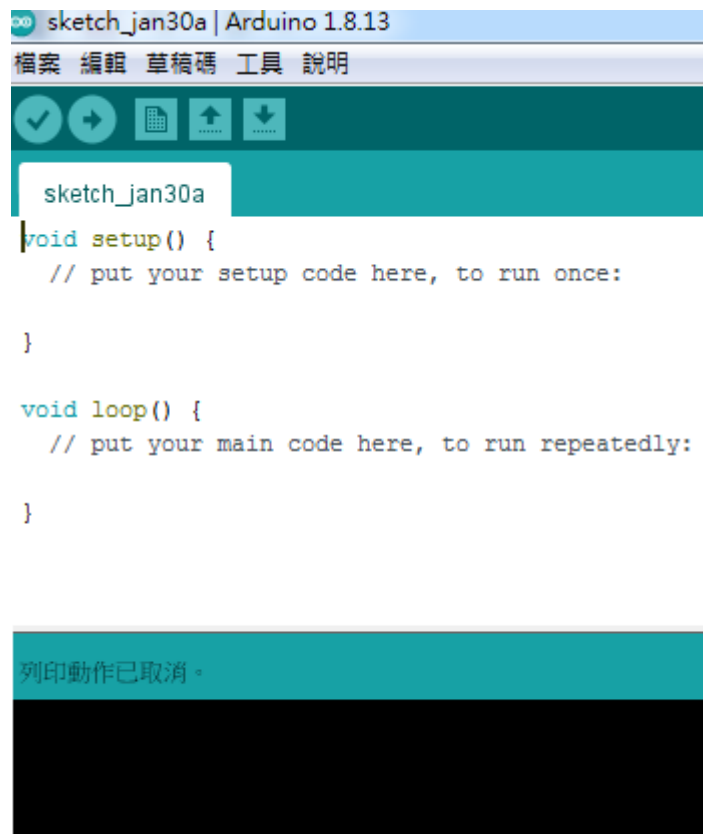 sketch_jan30a | Arduino 1.8.13
檔案 編輯 草稿碼 工具 說明
sketch_jan30a
void setup() {
  // put your setup code here, to run once:
}
void loop() {
  // put your main code here, to run repeatedly:
}
列印動作已取消。